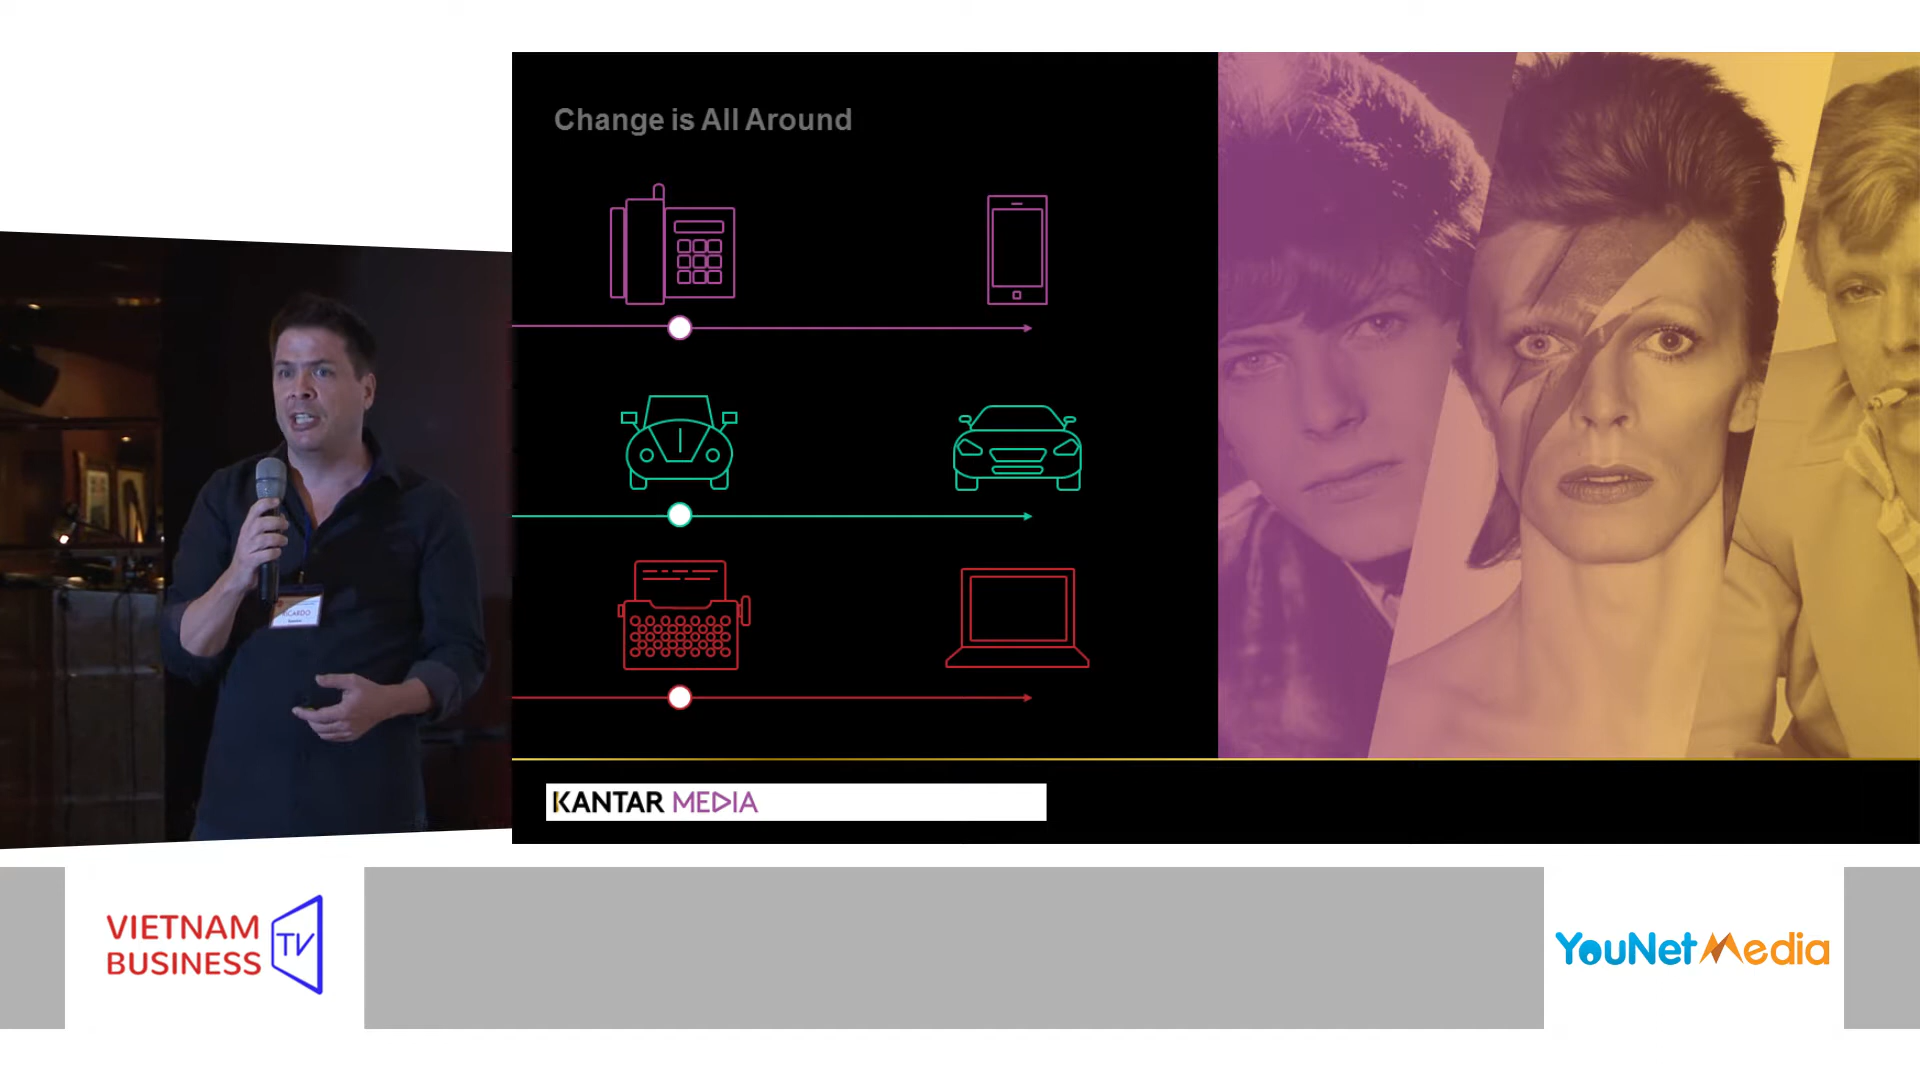 Change is All Around
KANTAR MEDIA
VIETNAM
BUSINESS
TV
YouNetMedia